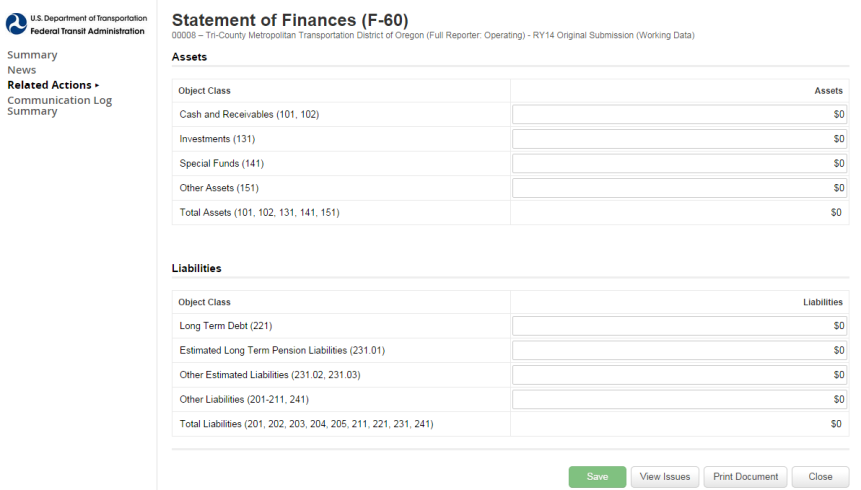 U.S. Department of Transportation
Federal Transit Administration
Summary
News
Related Actions ▸
Communication Log
Summary
Statement of Finances (F-60)
00008 – Tri-County Metropolitan Transportation District of Oregon (Full Reporter: Operating) - RY14 Original Submission (Working Data)
Assets
Object Class Assets
Cash and Receivables (101, 102) $0
Investments (131) $0
Special Funds (141) $0
Other Assets (151) $0
Total Assets (101, 102, 131, 141, 151) $0
Liabilities
Object Class Liabilities
Long Term Debt (221) $0
Estimated Long Term Pension Liabilities (231.01) $0
Other Estimated Liabilities (231.02, 231.03) $0
Other Liabilities (201-211, 241) $0
Total Liabilities (201, 202, 203, 204, 205, 211, 221, 231, 241) $0
Save View Issues Print Document Close